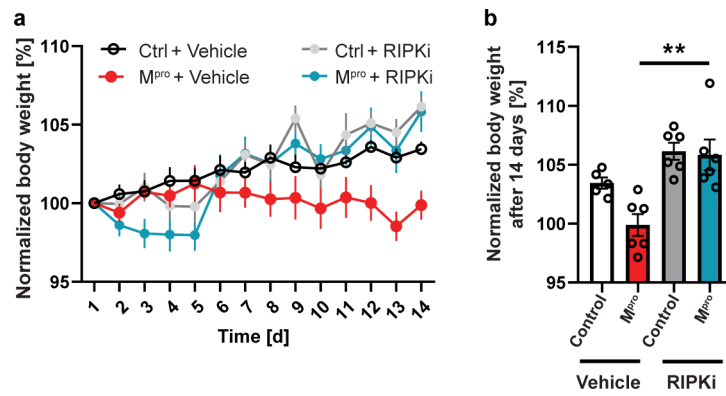 a
Normalized body weight [%]
110
105
100
95
Ctrl + Vehicle
Ctrl + RIPKi
Mᵖʳᵒ + Vehicle
Mᵖʳᵒ + RIPKi
1 2 3 4 5 6 7 8 9 10 11 12 13 14
Time [d]
b
Normalized body weight
after 14 days [%]
115
110
105
100
95
**
Control
Mᵖʳᵒ
Control
Mᵖʳᵒ
Vehicle
RIPKi